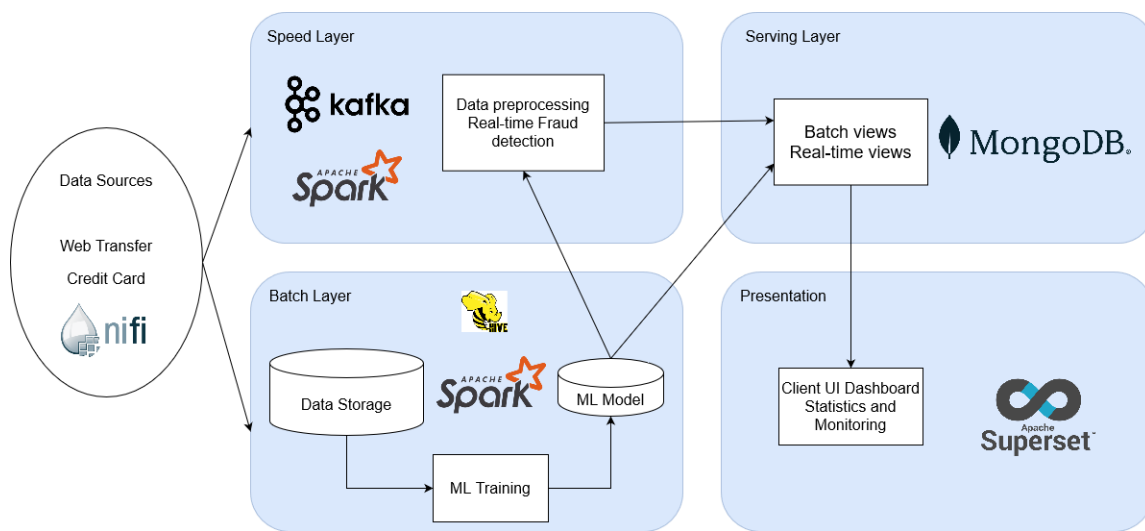 Data Sources
Web Transfer
Credit Card
nifi
Speed Layer
kafka
APACHE
Spark
Data preprocessing
Real-time Fraud
detection
Serving Layer
Batch views
Real-time views
MongoDB.
Batch Layer
HIVE
Data Storage
APACHE
Spark
ML Model
ML Training
Presentation
Client UI Dashboard
Statistics and
Monitoring
Apache
Superset™